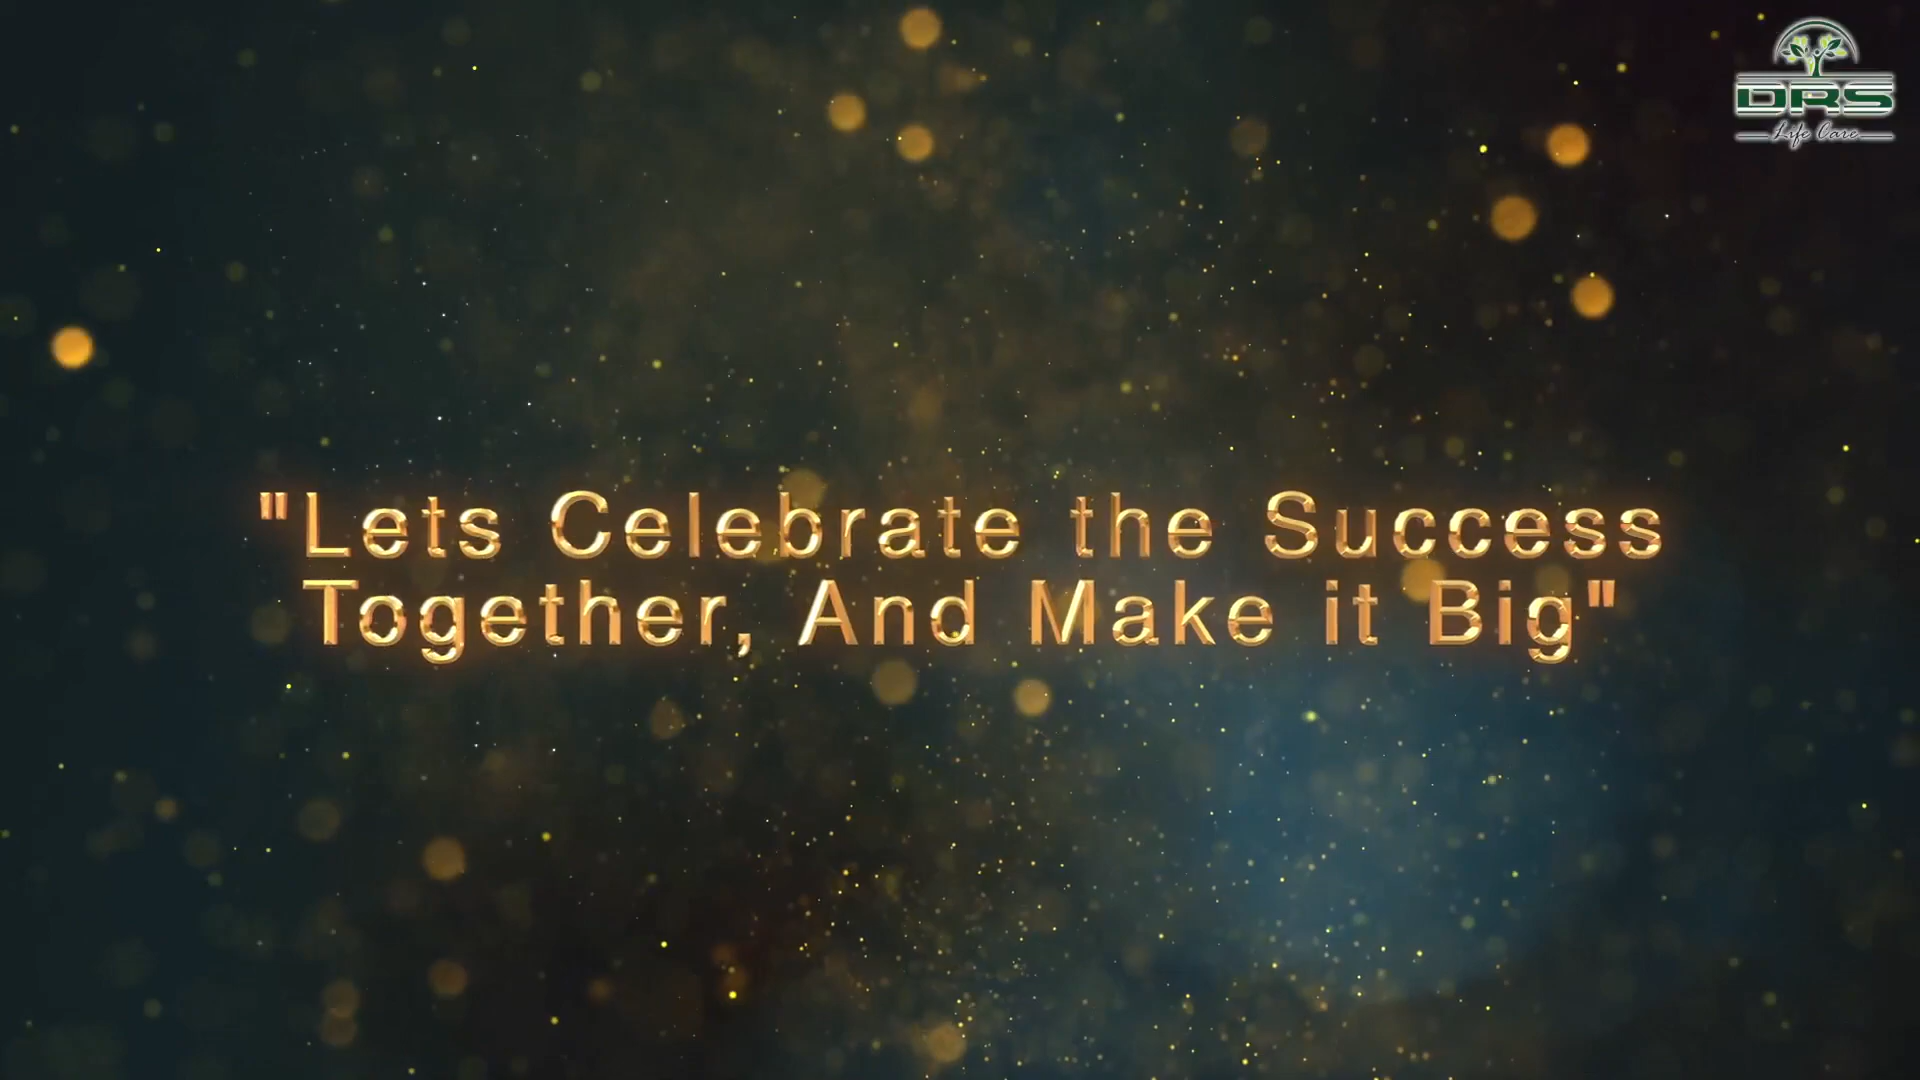 DRS
Life Care
"Lets Celebrate the Success
Together, And Make it Big"